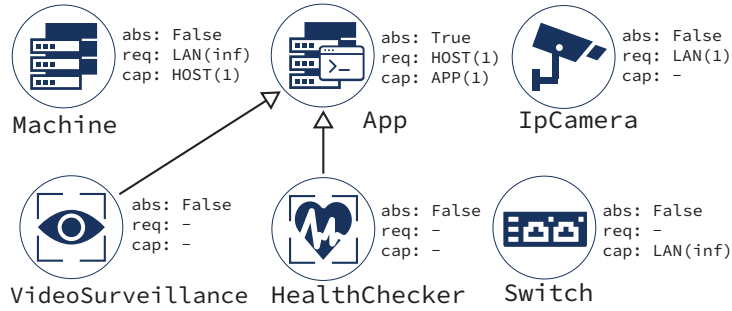 abs: False
req: LAN(inf)
cap: HOST(1)
Machine
abs: True
req: HOST(1)
cap: APP(1)
App
abs: False
req: LAN(1)
cap: –
IpCamera
abs: False
req: –
cap: –
VideoSurveillance
abs: False
req: –
cap: –
HealthChecker
abs: False
req: –
cap: LAN(inf)
Switch